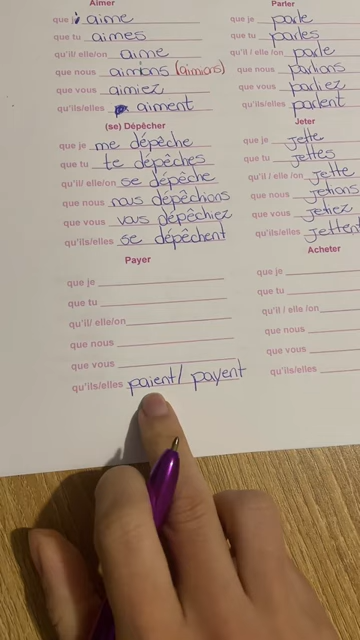 Aimer
que j' aime
que tu aimes
qu'il/ elle/on aime
que nous aimions (aimions)
que vous aimiez
qu'ils/elles aiment
(se) Dépêcher
que je me dépêche
que tu te dépêches
qu'il/ elle/on se dépêche
que nous nous dépêchions
que vous vous dépêchiez
qu'ils/elles se dépêchent
Payer
que je
que tu
qu'il/ elle/on
que nous
que vous
qu'ils/elles paient/ payent
Parler
que je parle
que tu parles
qu'il / elle /on parle
que nous parlions
que vous parliez
qu'ils/elles parlent
Jeter
que je jette
que tu jettes
qu'il / elle /on jette
que nous jetions
que vous jetiez
qu'ils/elles jettent
Acheter
que je
que tu
qu'il / elle /on
que nous
que vous
qu'ils/elles